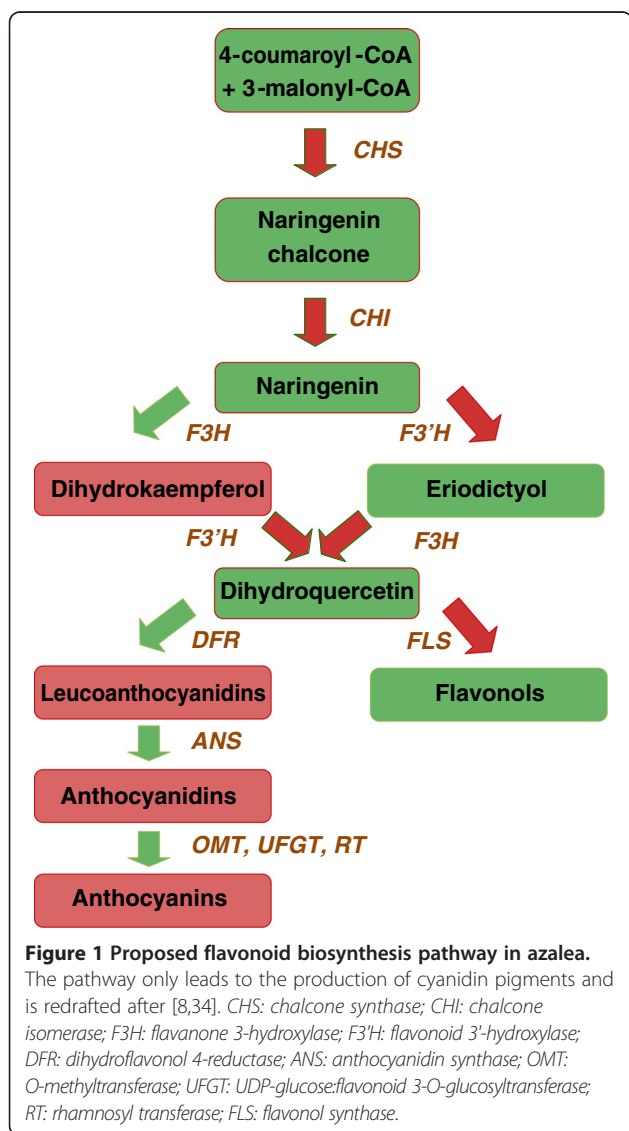 4-coumaroyl-CoA
+ 3-malonyl-CoA
CHS
Naringenin
chalcone
CHI
Naringenin
F3H
F3'H
Dihydrokaempferol
Eriodictyol
F3'H
F3H
Dihydroquercetin
DFR
FLS
Leucoanthocyanidins
Flavonols
ANS
Anthocyanidins
OMT, UFGT, RT
Anthocyanins
Figure 1 Proposed flavonoid biosynthesis pathway in azalea.
The pathway only leads to the production of cyanidin pigments and
is redrafted after [8,34]. CHS: chalcone synthase; CHI: chalcone
isomerase; F3H: flavanone 3-hydroxylase; F3'H: flavonoid 3'-hydroxylase;
DFR: dihydroflavonol 4-reductase; ANS: anthocyanidin synthase; OMT:
O-methyltransferase; UFGT: UDP-glucose:flavonoid 3-O-glucosyltransferase;
RT: rhamnosyl transferase; FLS: flavonol synthase.